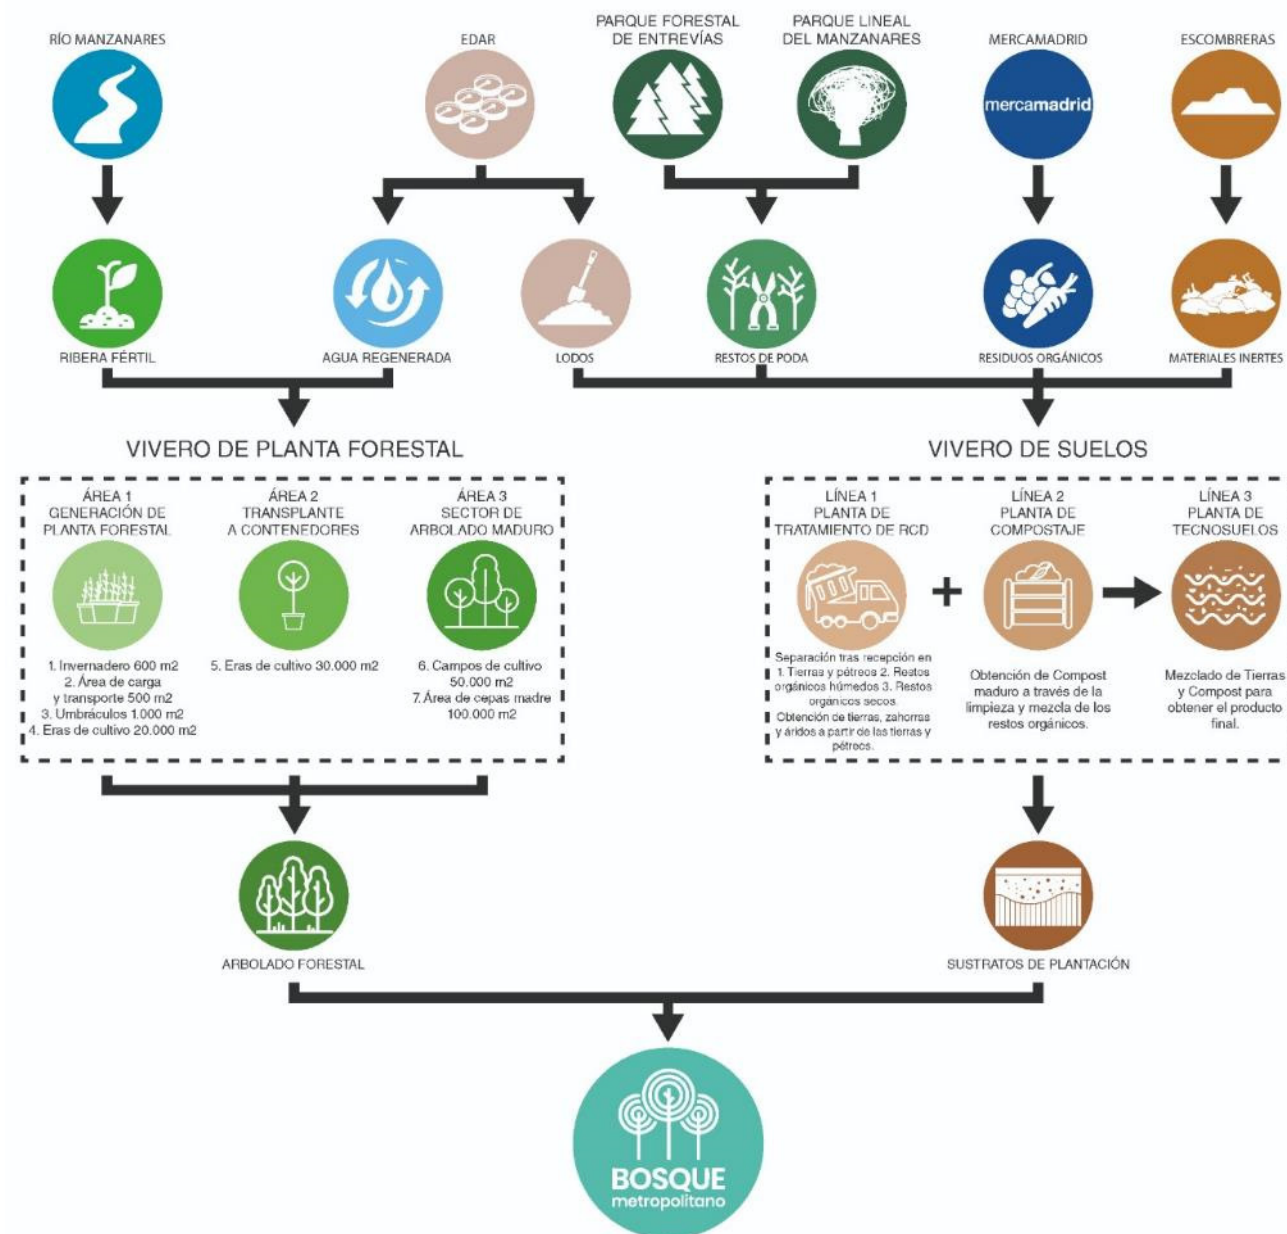 RÍO MANZANARES
EDAR
PARQUE FORESTAL
DE ENTREVÍAS
PARQUE LINEAL
DEL MANZANARES
MERCAMADRID
ESCOMBRERAS
mercamadrid
RIBERA FÉRTIL
AGUA REGENERADA
LODOS
RESTOS DE PODA
RESIDUOS ORGÁNICOS
MATERIALES INERTES
VIVERO DE PLANTA FORESTAL
ÁREA 1
GENERACIÓN DE
PLANTA FORESTAL
1. Invernadero 600 m2
2. Área de carga
y transporte 500 m2
3. Umbráculos 1.000 m2
4. Eras de cultivo 20.000 m2
ÁREA 2
TRANSPLANTE
A CONTENEDORES
5. Eras de cultivo 30.000 m2
ÁREA 3
SECTOR DE
ARBOLADO MADURO
6. Campos de cultivo
50.000 m2
7. Área de cepas madre
100.000 m2
VIVERO DE SUELOS
LÍNEA 1
PLANTA DE
TRATAMIENTO DE RCD
Separación tras recepción en
1. Tierras y pétreos 2. Restos
orgánicos húmedos 3. Restos
orgánicos secos.
Obtención de tierras, zahorras
y áridos a partir de las tierras y
pétreos.
LÍNEA 2
PLANTA DE
COMPOSTAJE
Obtención de Compost
maduro a través de la
limpieza y mezcla de los
restos orgánicos.
LÍNEA 3
PLANTA DE
TECNOSUELOS
Mezclado de Tierras
y Compost para
obtener el producto
final.
ARBOLADO FORESTAL
SUSTRATOS DE PLANTACIÓN
BOSQUE
metropolitano